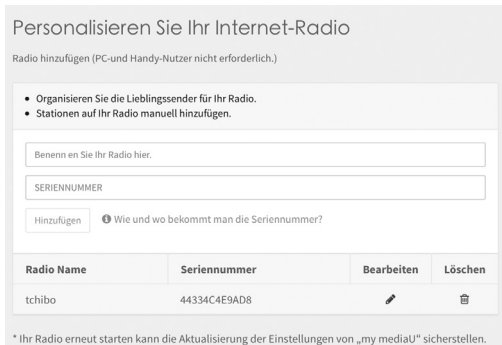 Personalisieren Sie Ihr Internet-Radio
Radio hinzufügen (PC-und Handy-Nutzer nicht erforderlich.)
• Organisieren Sie die Lieblingssender für Ihr Radio.
• Stationen auf Ihr Radio manuell hinzufügen.
Benenn en Sie Ihr Radio hier.
SERIENNUMMER
Hinzufügen Wie und wo bekommt man die Seriennummer?
Radio Name Seriennummer Bearbeiten Löschen
tchibo 44334C4E9AD8
* Ihr Radio erneut starten kann die Aktualisierung der Einstellungen von „my mediaU" sicherstellen.